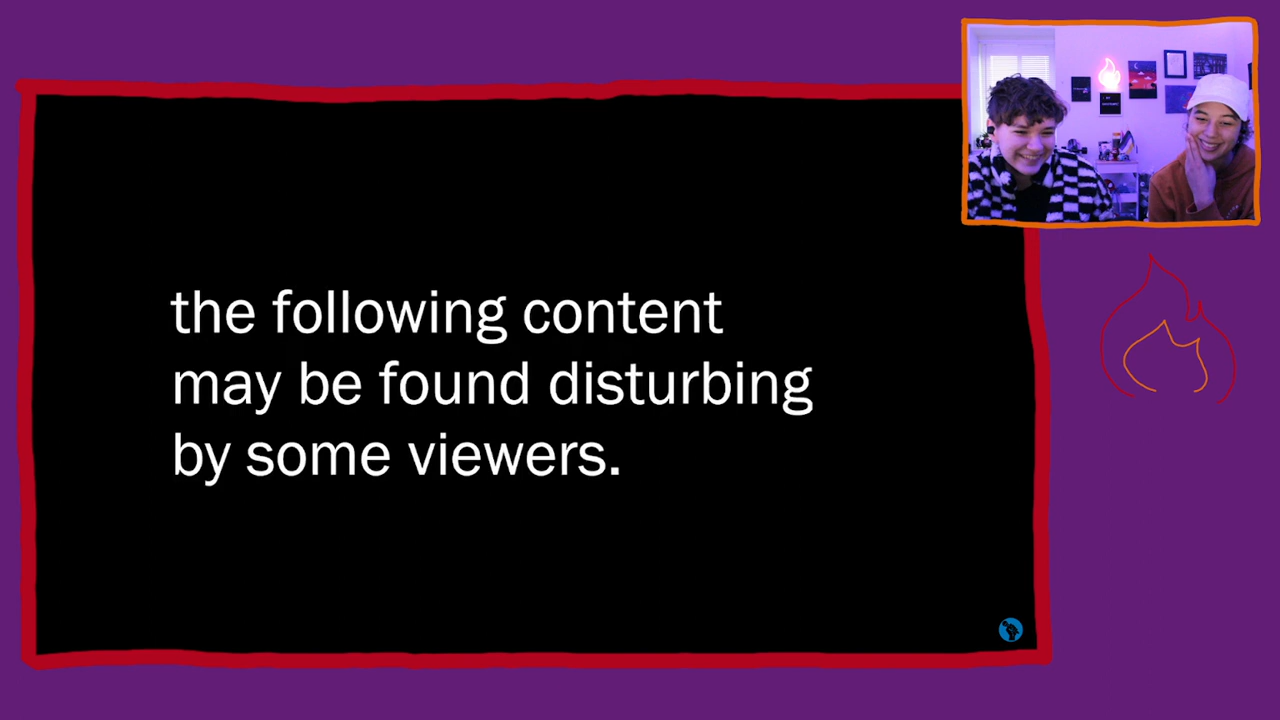 the following content
may be found disturbing
by some viewers.